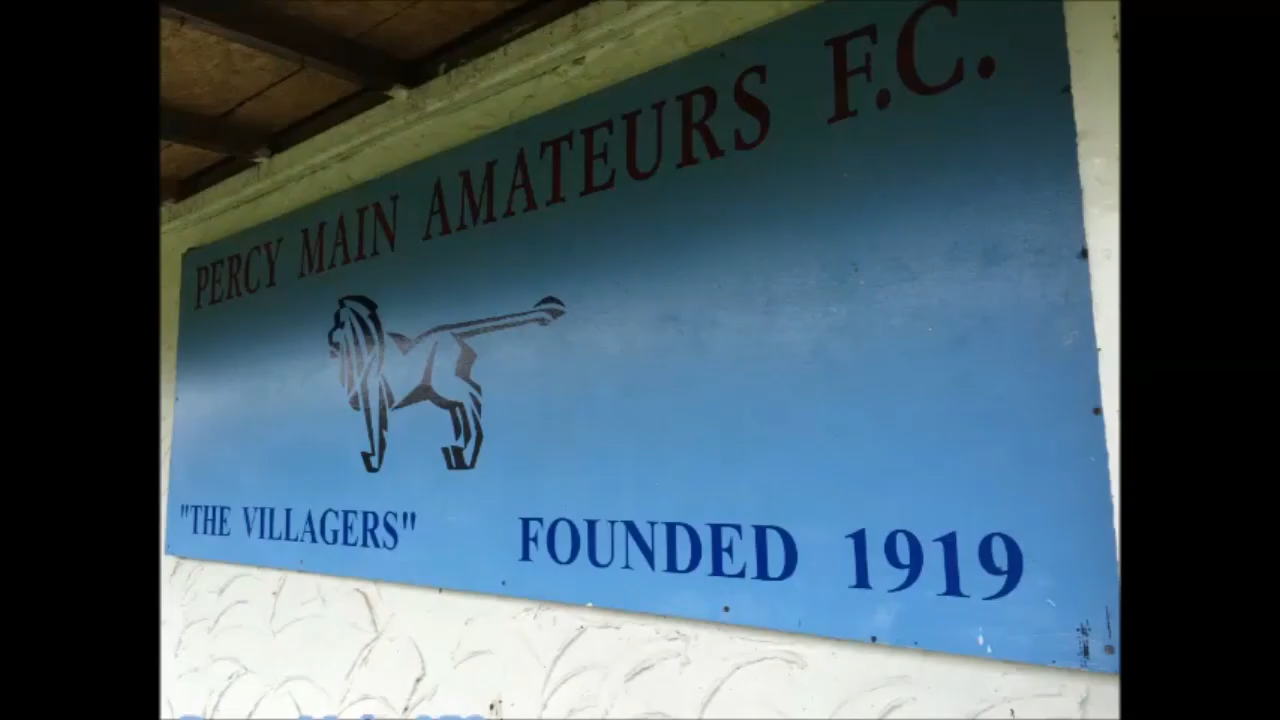 PERCY MAIN AMATEURS F.C.
"THE VILLAGERS" FOUNDED 1919